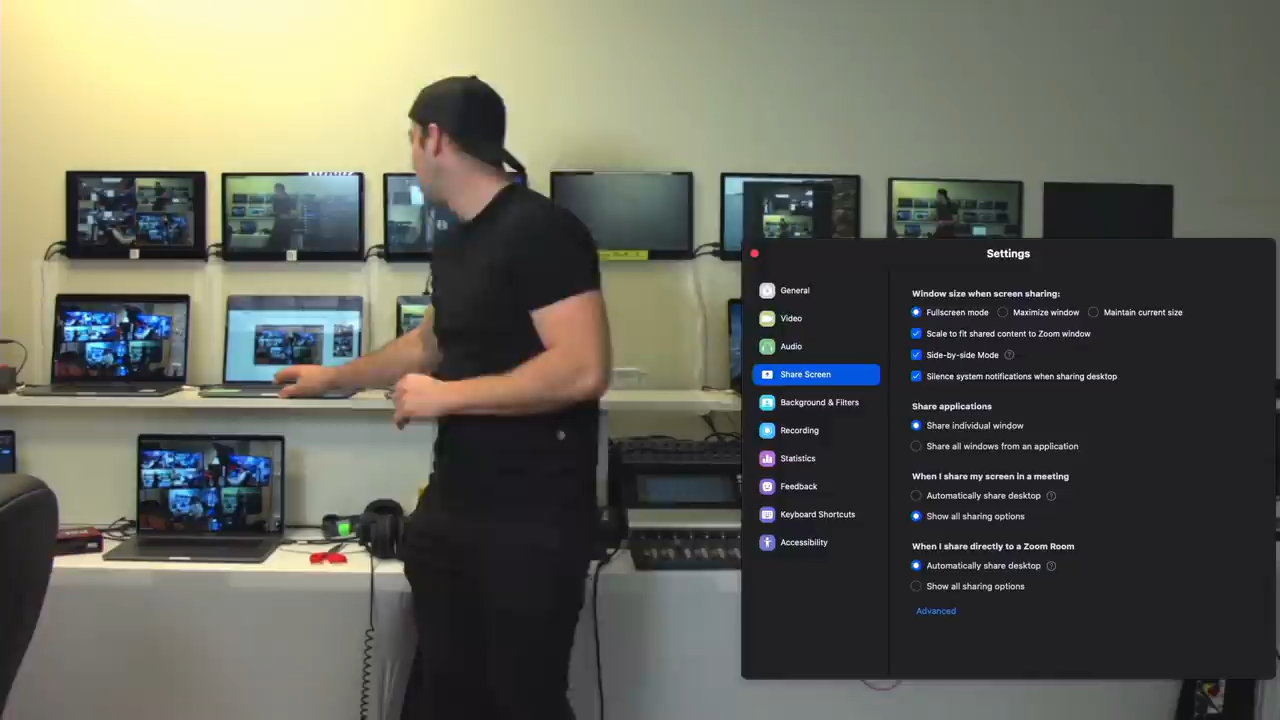 Settings
General
Video
Audio
Share Screen
Background & Filters
Recording
Statistics
Feedback
Keyboard Shortcuts
Accessibility
Window size when screen sharing:
Fullscreen mode Maximize window Maintain current size
Scale to fit shared content to Zoom window
Side-by-side Mode ?
Silence system notifications when sharing desktop
Share applications
Share individual window
Share all windows from an application
When I share my screen in a meeting
Automatically share desktop ?
Show all sharing options
When I share directly to a Zoom Room
Automatically share desktop ?
Show all sharing options
Advanced